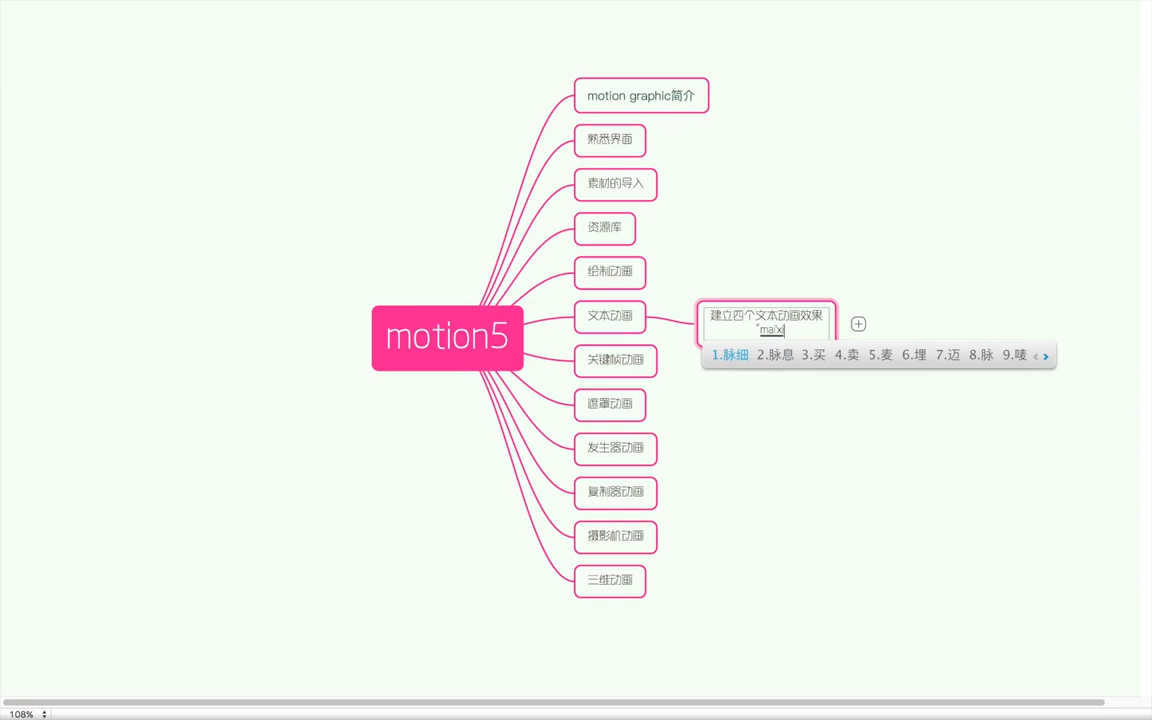 motion graphic简介
熟悉界面
素材的导入
资源库
绘制动画
motion5
文本动画
建立四个文本动画效果
"mai'xi
1.脉细 2.脉息 3.买 4.卖 5.麦 6.埋 7.迈 8.脉 9.唛
关键帧动画
遮罩动画
发生器动画
复制器动画
摄影机动画
三维动画
108%